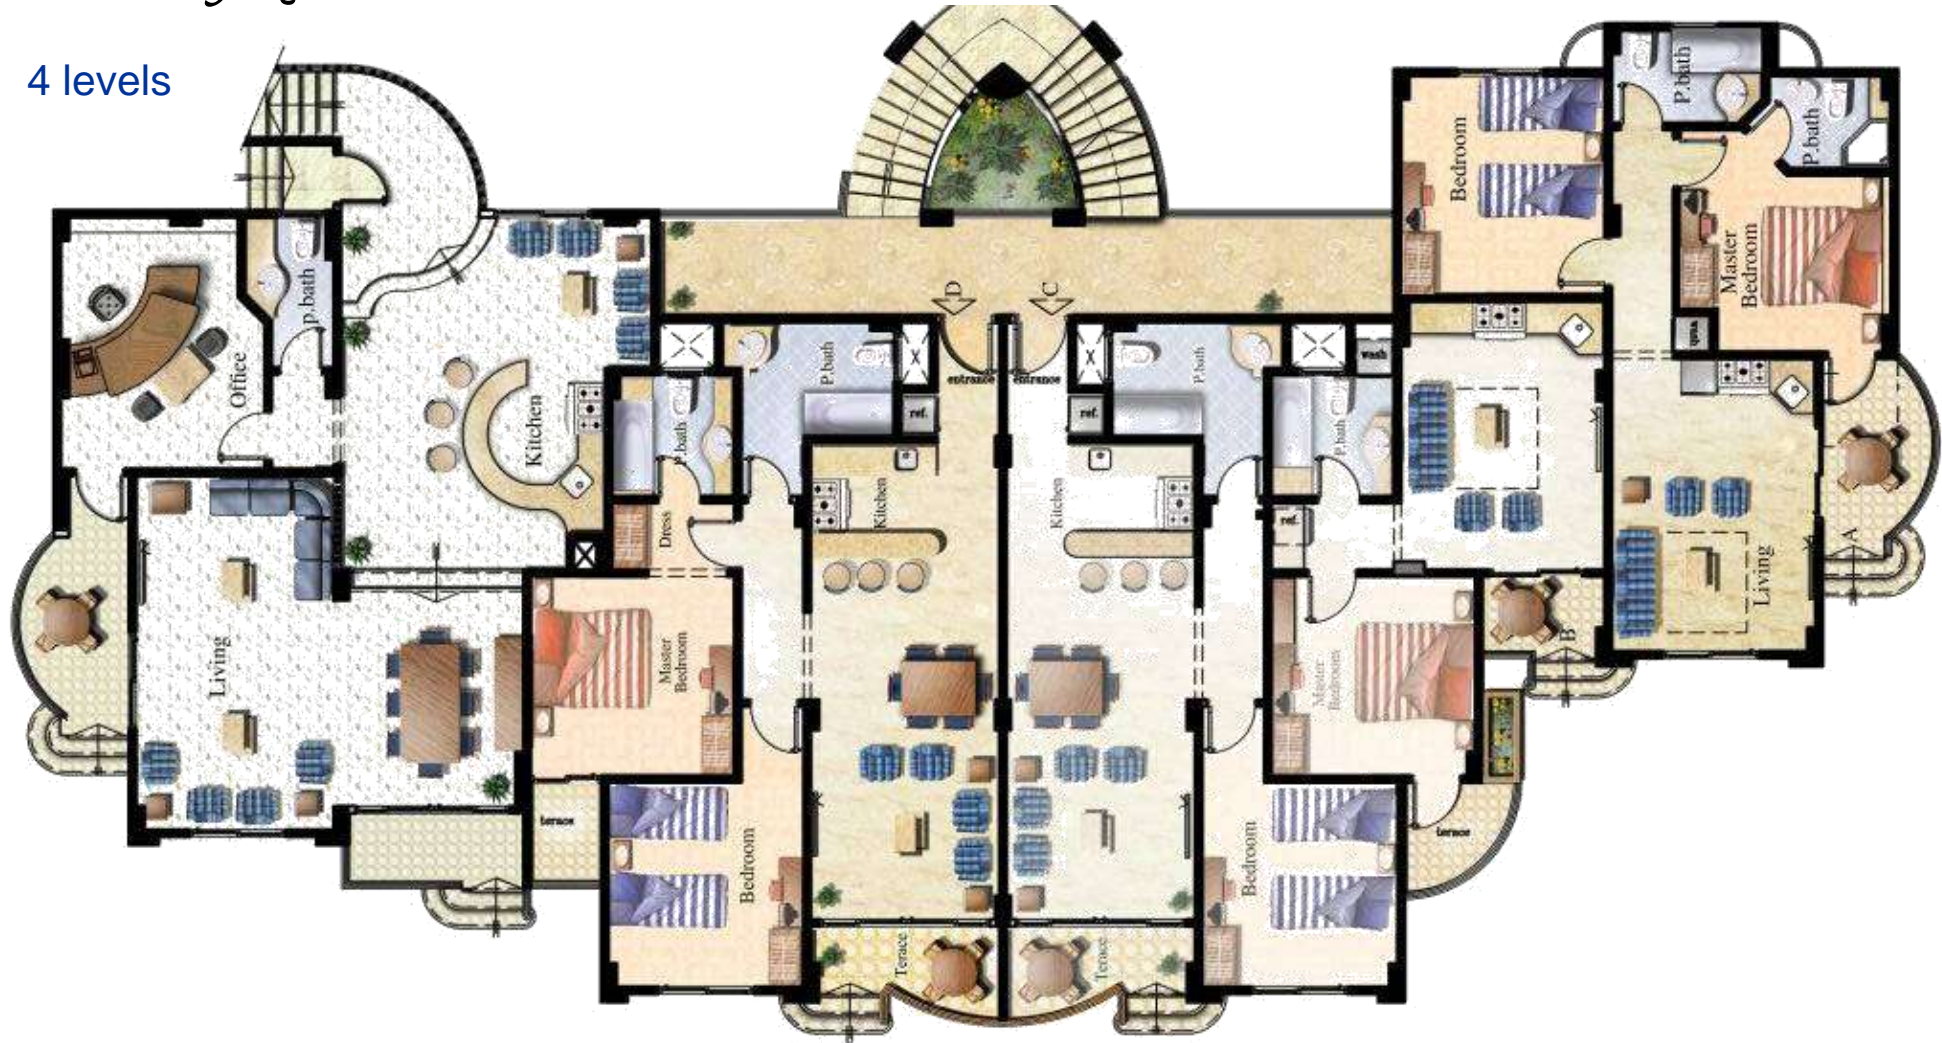 4 levels
P.bath
P.bath
Bedroom
Master
Bedroom
P.bath
Office
Kitchen
D
C
entrance
entrance
P.bath
P.bath
wash
ref.
ref.
P.bath
P.bath
Kitchen
Kitchen
ref.
Dress
A
B
Living
Living
Master
Bedroom
Master
Bedroom
terace
terace
Bedroom
Bedroom
Terace
Terace